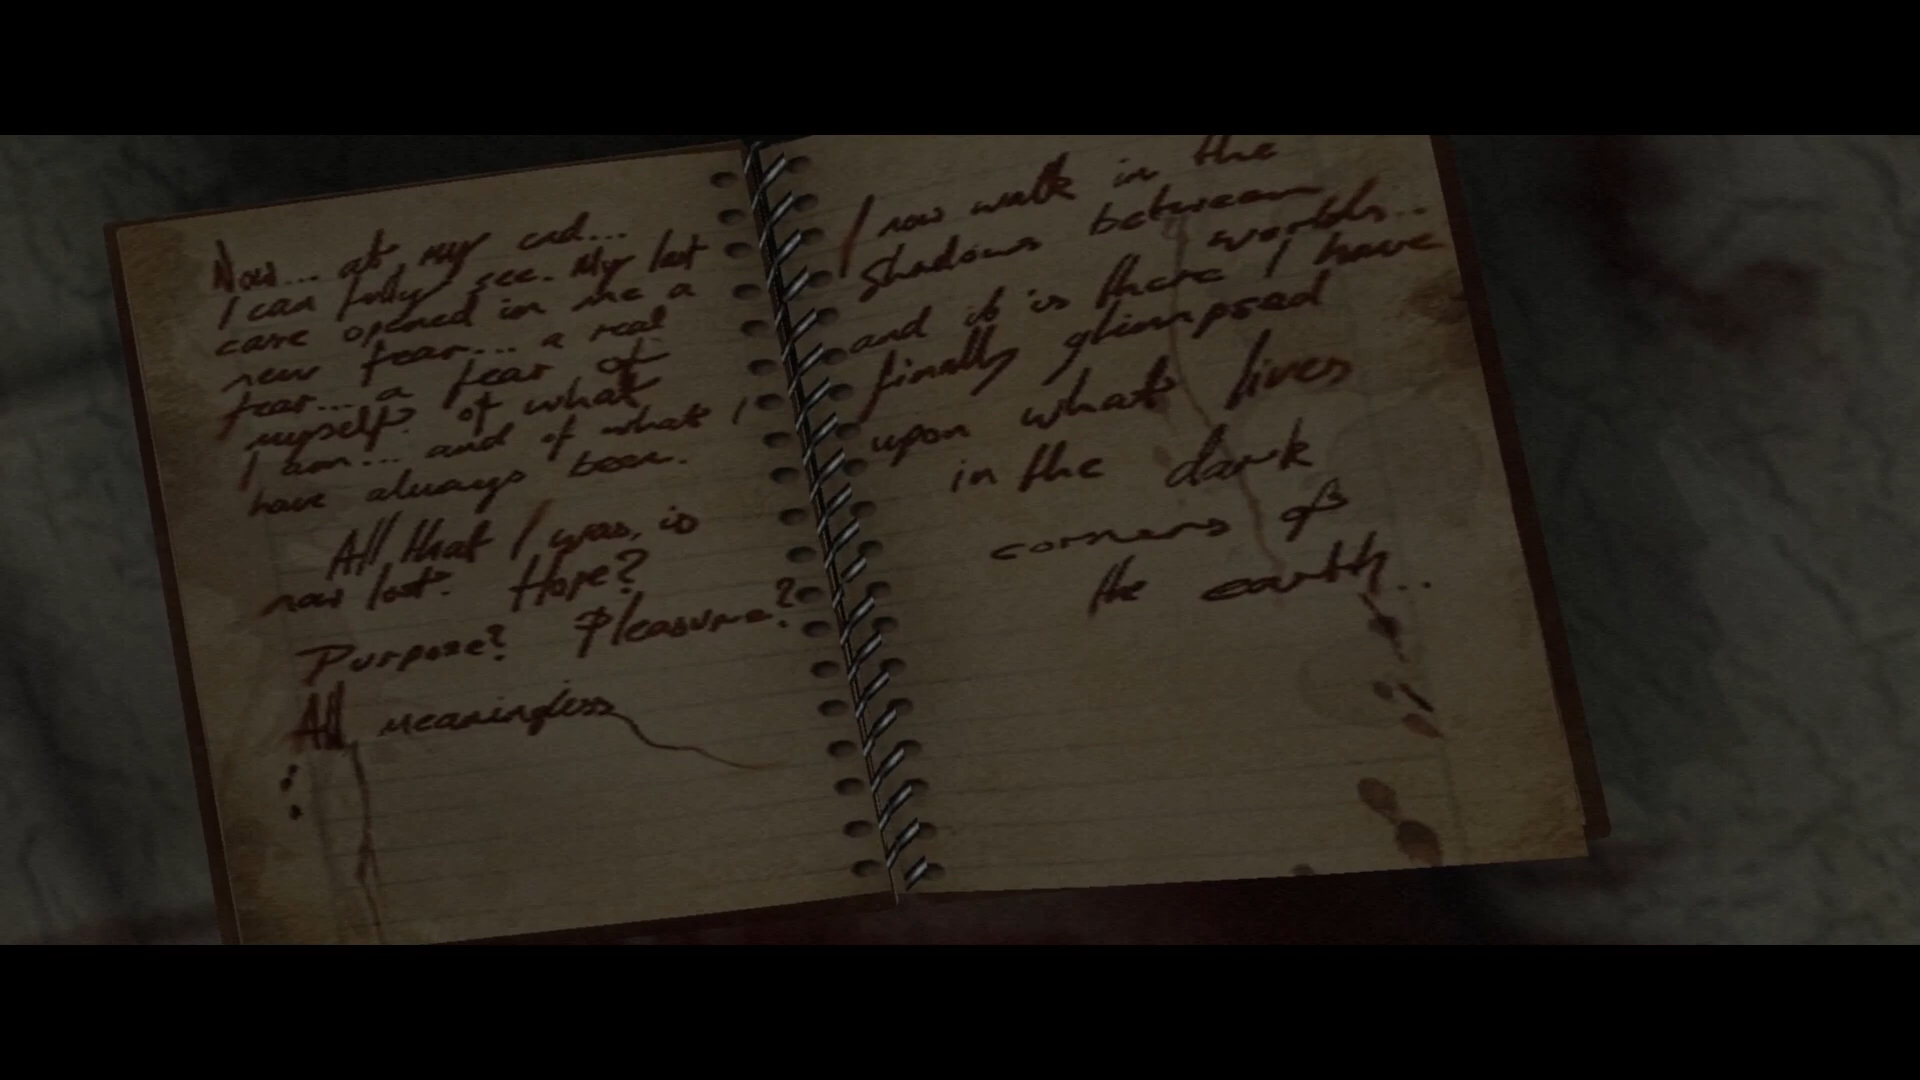 Now... at my end...
I can fully see. My last
case opened in me a
new fear... a real
fear... a fear of
myself. of what
I am... and of what I
have always been.
All that I was, is
now lost. Hope?
Purpose? Pleasure?
All meaningless
I now walk in the
shadows between
worlds...
and it is there I have
finally glimpsed
upon what lives
in the dark
corners of
the earth...